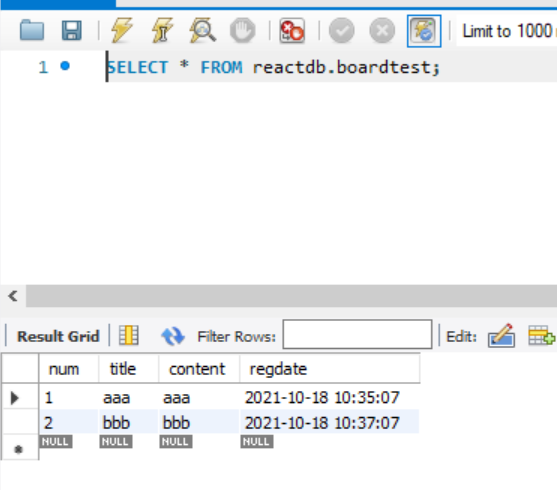 Limit to 1000
1 SELECT * FROM reactdb.boardtest;
Result Grid Filter Rows: Edit:
num title content regdate
1 aaa aaa 2021-10-18 10:35:07
2 bbb bbb 2021-10-18 10:37:07
NULL NULL NULL NULL